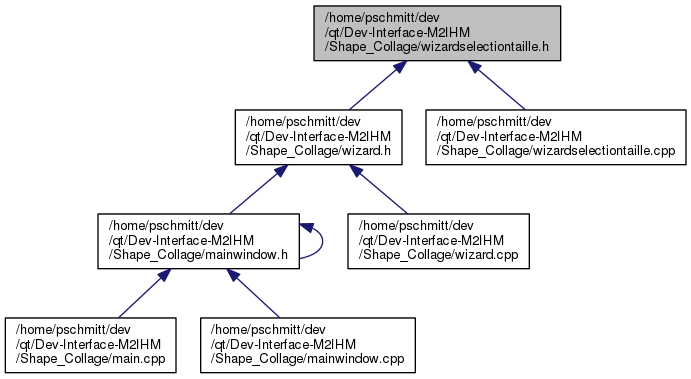 /home/pschmitt/dev
/qt/Dev-Interface-M2IHM
/Shape_Collage/wizardselectiontaille.h
/home/pschmitt/dev
/qt/Dev-Interface-M2IHM
/Shape_Collage/wizard.h
/home/pschmitt/dev
/qt/Dev-Interface-M2IHM
/Shape_Collage/wizardselectiontaille.cpp
/home/pschmitt/dev
/qt/Dev-Interface-M2IHM
/Shape_Collage/mainwindow.h
/home/pschmitt/dev
/qt/Dev-Interface-M2IHM
/Shape_Collage/wizard.cpp
/home/pschmitt/dev
/qt/Dev-Interface-M2IHM
/Shape_Collage/main.cpp
/home/pschmitt/dev
/qt/Dev-Interface-M2IHM
/Shape_Collage/mainwindow.cpp